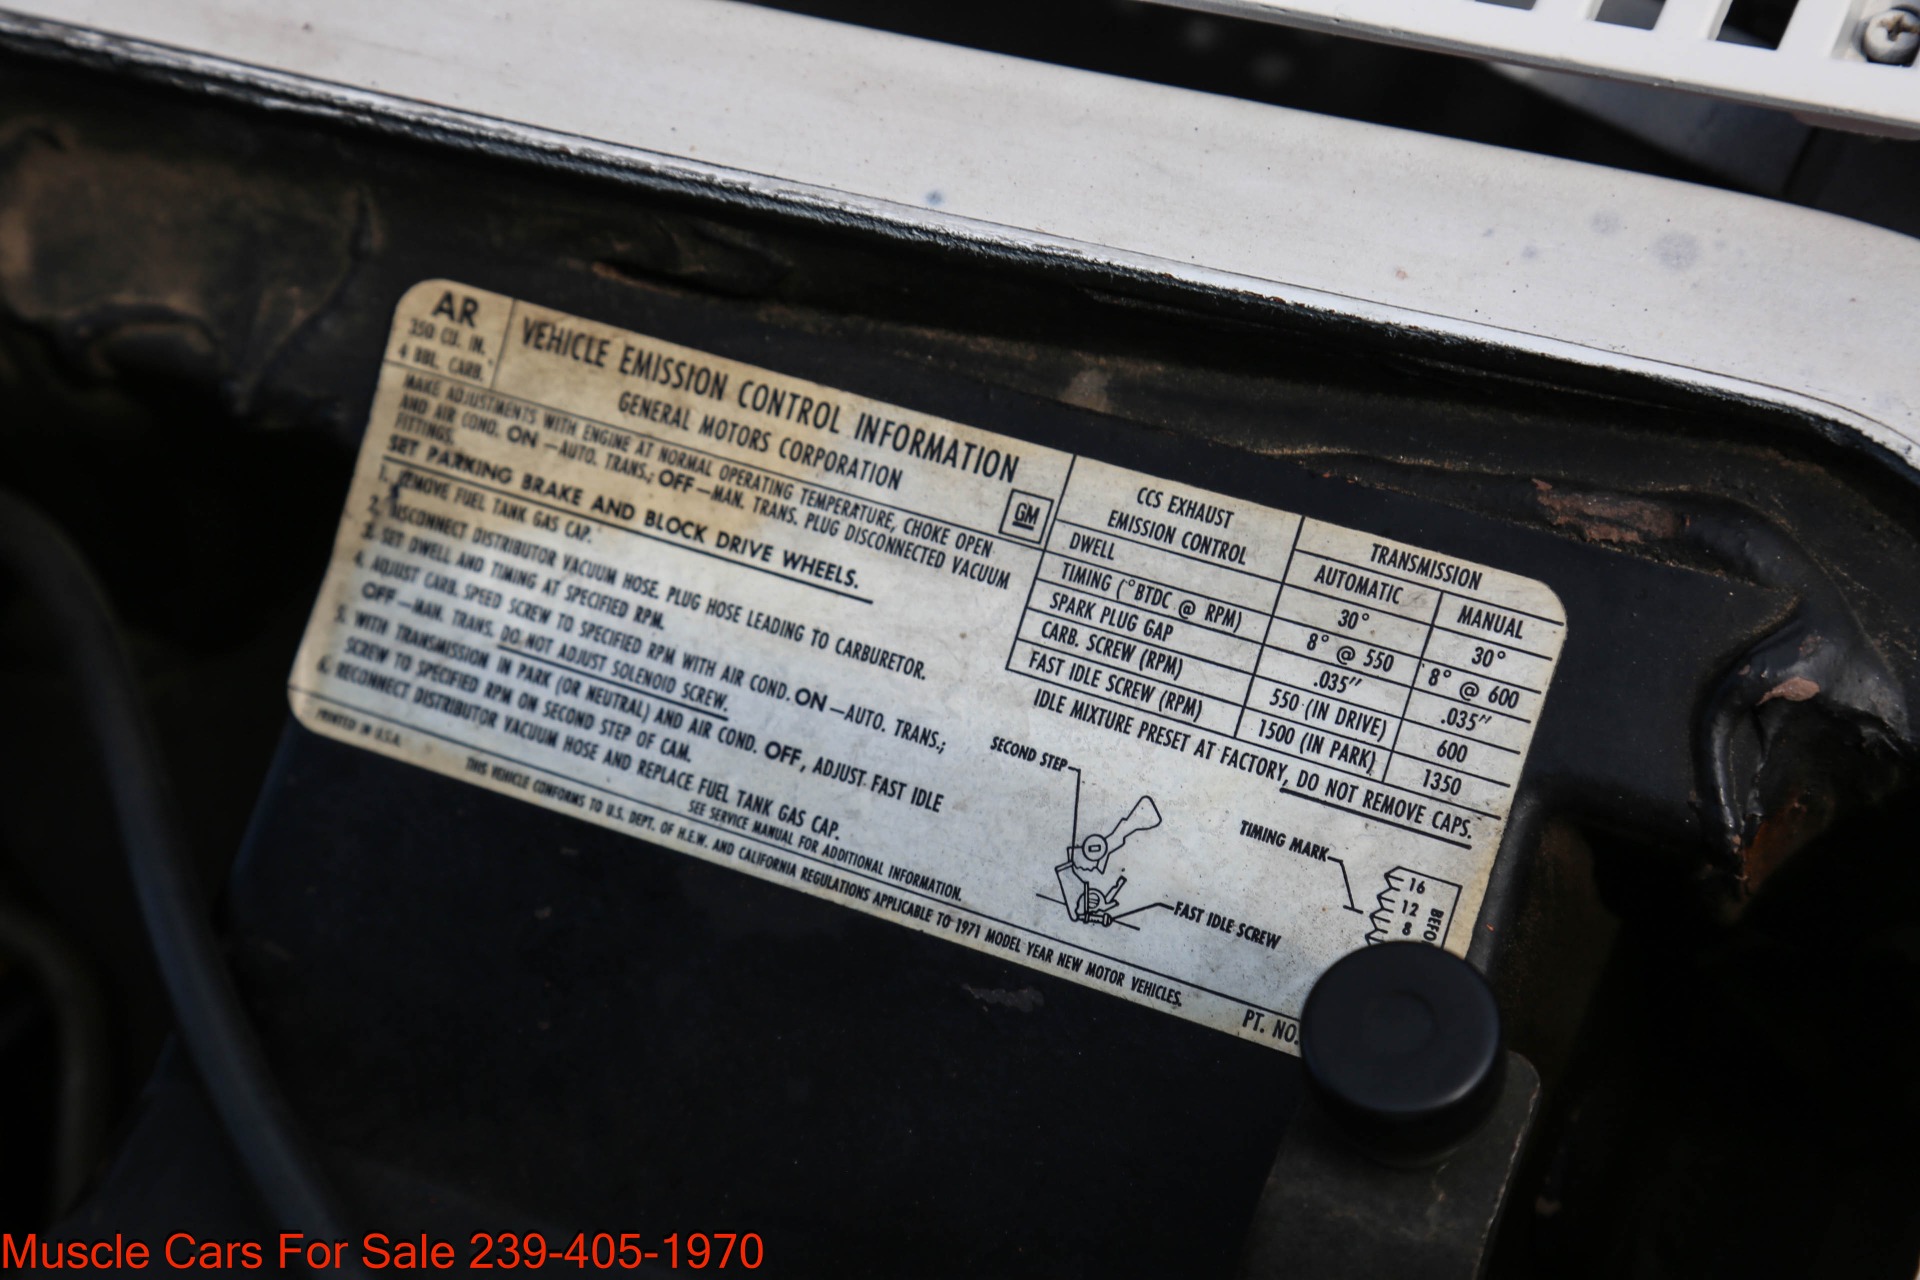 AR
350 CU. IN.
4 BBL. CARB.
VEHICLE EMISSION CONTROL INFORMATION
GENERAL MOTORS CORPORATION
GM
MAKE ADJUSTMENTS WITH ENGINE AT NORMAL OPERATING TEMPERATURE, CHOKE OPEN
AND AIR COND. ON—AUTO. TRANS.; OFF—MAN. TRANS. PLUG DISCONNECTED VACUUM
FITTINGS.
SET PARKING BRAKE AND BLOCK DRIVE WHEELS.
1. REMOVE FUEL TANK GAS CAP.
2. DISCONNECT DISTRIBUTOR VACUUM HOSE. PLUG HOSE LEADING TO CARBURETOR.
3. SET DWELL AND TIMING AT SPECIFIED RPM.
4. ADJUST CARB. SPEED SCREW TO SPECIFIED RPM WITH AIR COND. ON—AUTO. TRANS.;
OFF—MAN. TRANS. DO NOT ADJUST SOLENOID SCREW.
5. WITH TRANSMISSION IN PARK (OR NEUTRAL) AND AIR COND. OFF, ADJUST FAST IDLE
SCREW TO SPECIFIED RPM ON SECOND STEP OF CAM.
6. RECONNECT DISTRIBUTOR VACUUM HOSE AND REPLACE FUEL TANK GAS CAP.
SEE SERVICE MANUAL FOR ADDITIONAL INFORMATION.
PRINTED IN U.S.A.
THIS VEHICLE CONFORMS TO U.S. DEPT. OF H.E.W. AND CALIFORNIA REGULATIONS APPLICABLE TO 1971 MODEL YEAR NEW MOTOR VEHICLES.
PT. NO.
CCS EXHAUST
EMISSION CONTROL
TRANSMISSION
AUTOMATIC MANUAL
DWELL 30° 30°
TIMING (°BTDC @ RPM) 8° @ 550 8° @ 600
SPARK PLUG GAP .035″ .035″
CARB. SCREW (RPM) 550 (IN DRIVE) 600
FAST IDLE SCREW (RPM) 1500 (IN PARK) 1350
IDLE MIXTURE PRESET AT FACTORY, DO NOT REMOVE CAPS.
SECOND STEP
FAST IDLE SCREW
TIMING MARK
16
12
8
BEFO
Muscle Cars For Sale 239-405-1970